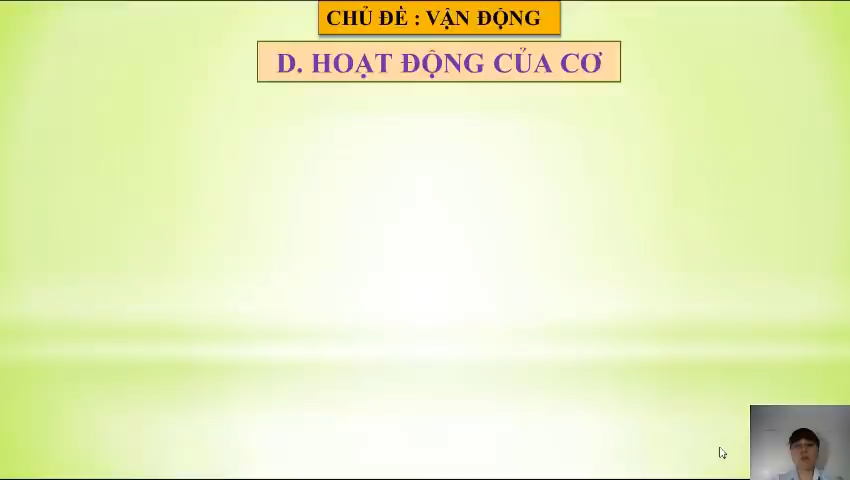 CHỦ ĐỀ : VẬN ĐỘNG
D. HOẠT ĐỘNG CỦA CƠ